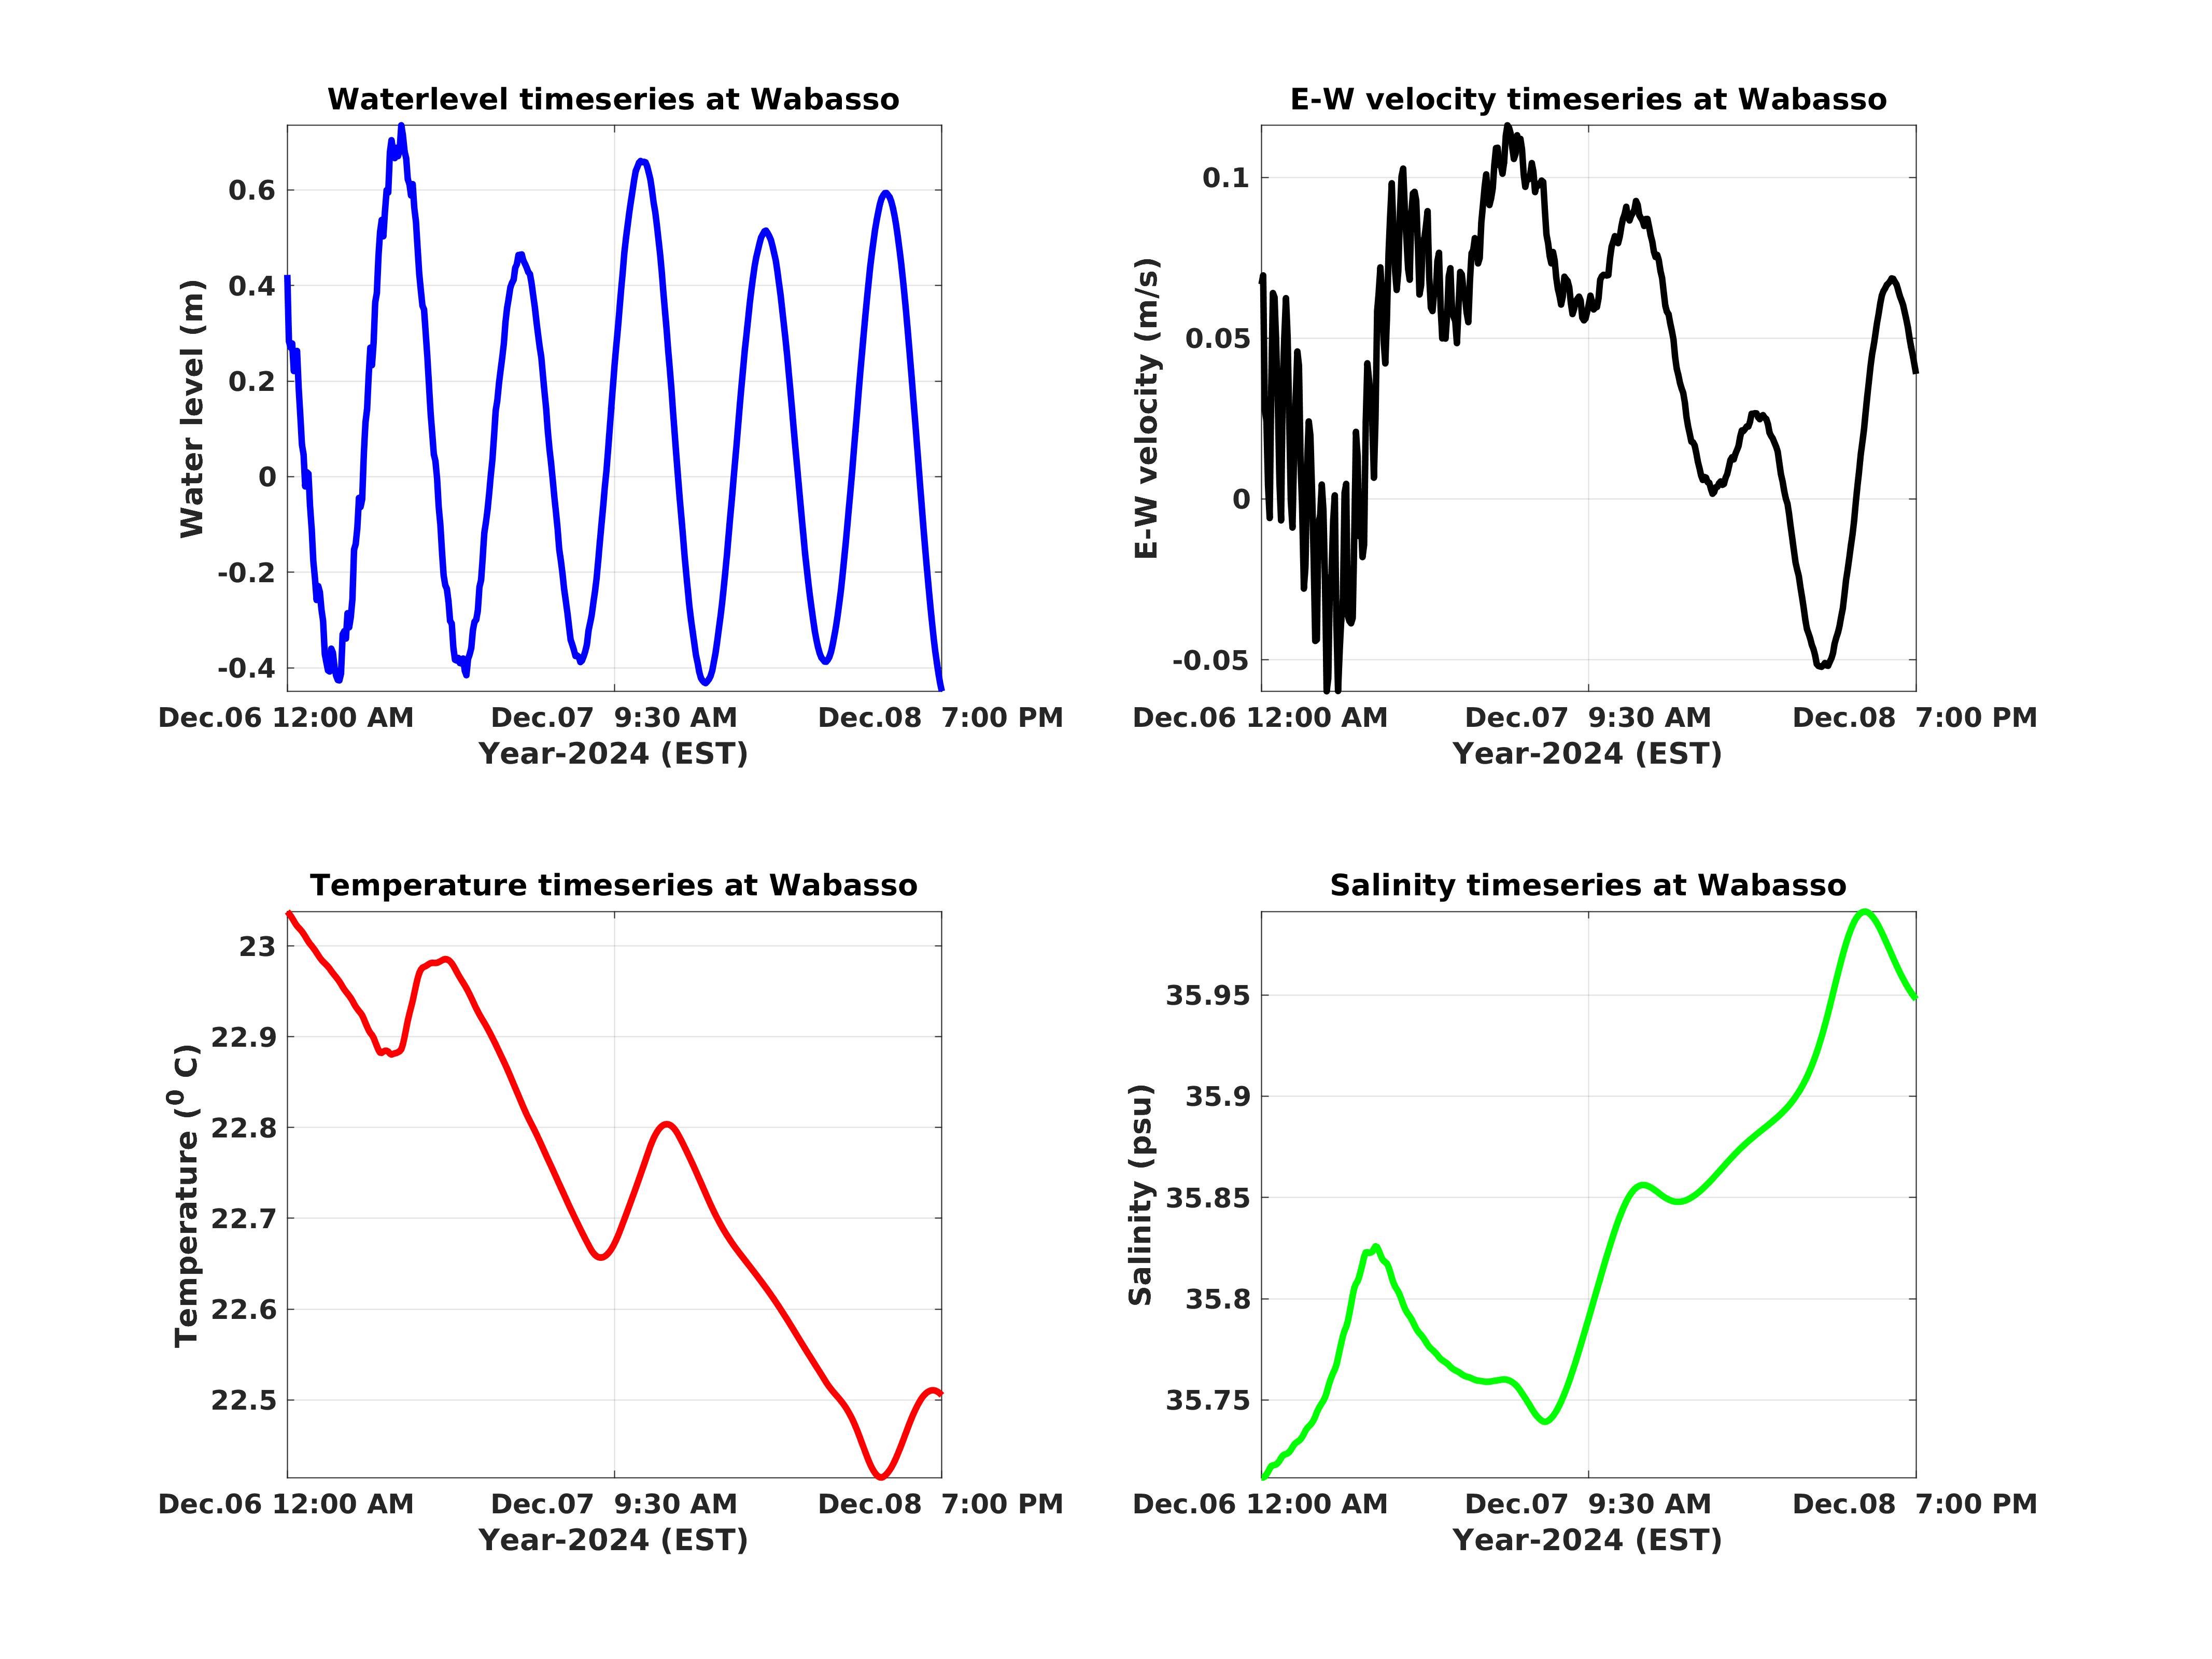 Waterlevel timeseries at Wabasso
Water level (m)
0.6
0.4
0.2
0
-0.2
-0.4
Dec.06 12:00 AM
Dec.07 9:30 AM
Dec.08 7:00 PM
Year-2024 (EST)
E-W velocity timeseries at Wabasso
E-W velocity (m/s)
0.1
0.05
0
-0.05
Dec.06 12:00 AM
Dec.07 9:30 AM
Dec.08 7:00 PM
Year-2024 (EST)
Temperature timeseries at Wabasso
Temperature (⁰ C)
23
22.9
22.8
22.7
22.6
22.5
Dec.06 12:00 AM
Dec.07 9:30 AM
Dec.08 7:00 PM
Year-2024 (EST)
Salinity timeseries at Wabasso
Salinity (psu)
35.95
35.9
35.85
35.8
35.75
Dec.06 12:00 AM
Dec.07 9:30 AM
Dec.08 7:00 PM
Year-2024 (EST)